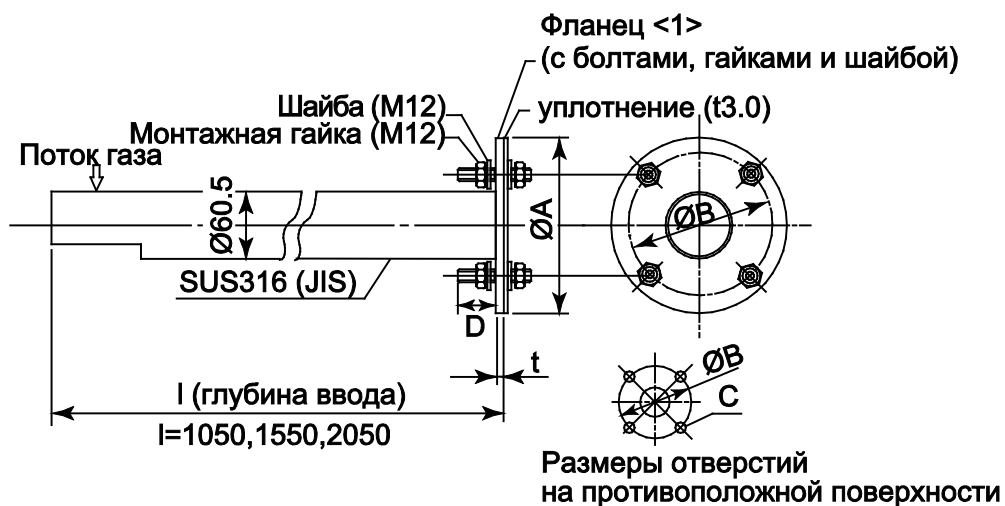 Фланец <1>
(с болтами, гайками и шайбой)
Шайба (M12)
уплотнение (t3.0)
Монтажная гайка (M12)
Поток газа
Ø60.5
ØA
ØB
SUS316 (JIS)
D
t
ØB
C
l (глубина ввода)
l=1050,1550,2050
Размеры отверстий
на противоположной поверхности